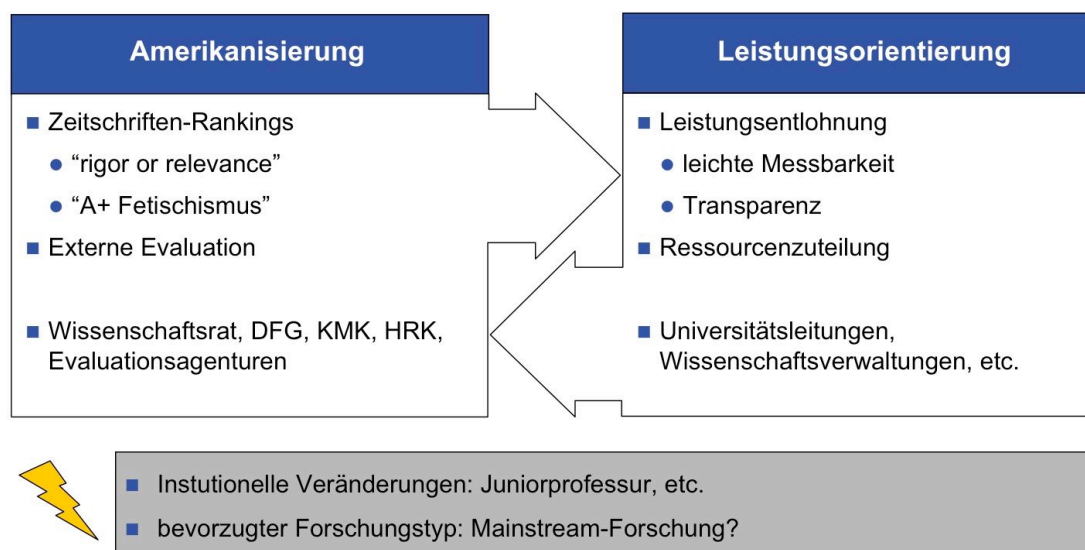 Amerikanisierung
■ Zeitschriften-Rankings
● “rigor or relevance”
● “A+ Fetischismus”
■ Externe Evaluation
■ Wissenschaftsrat, DFG, KMK, HRK,
Evaluationsagenturen
Leistungsorientierung
■ Leistungsentlohnung
● leichte Messbarkeit
● Transparenz
■ Ressourcenzuteilung
■ Universitätsleitungen,
Wissenschaftsverwaltungen, etc.
■ Instutionelle Veränderungen: Juniorprofessur, etc.
■ bevorzugter Forschungstyp: Mainstream-Forschung?